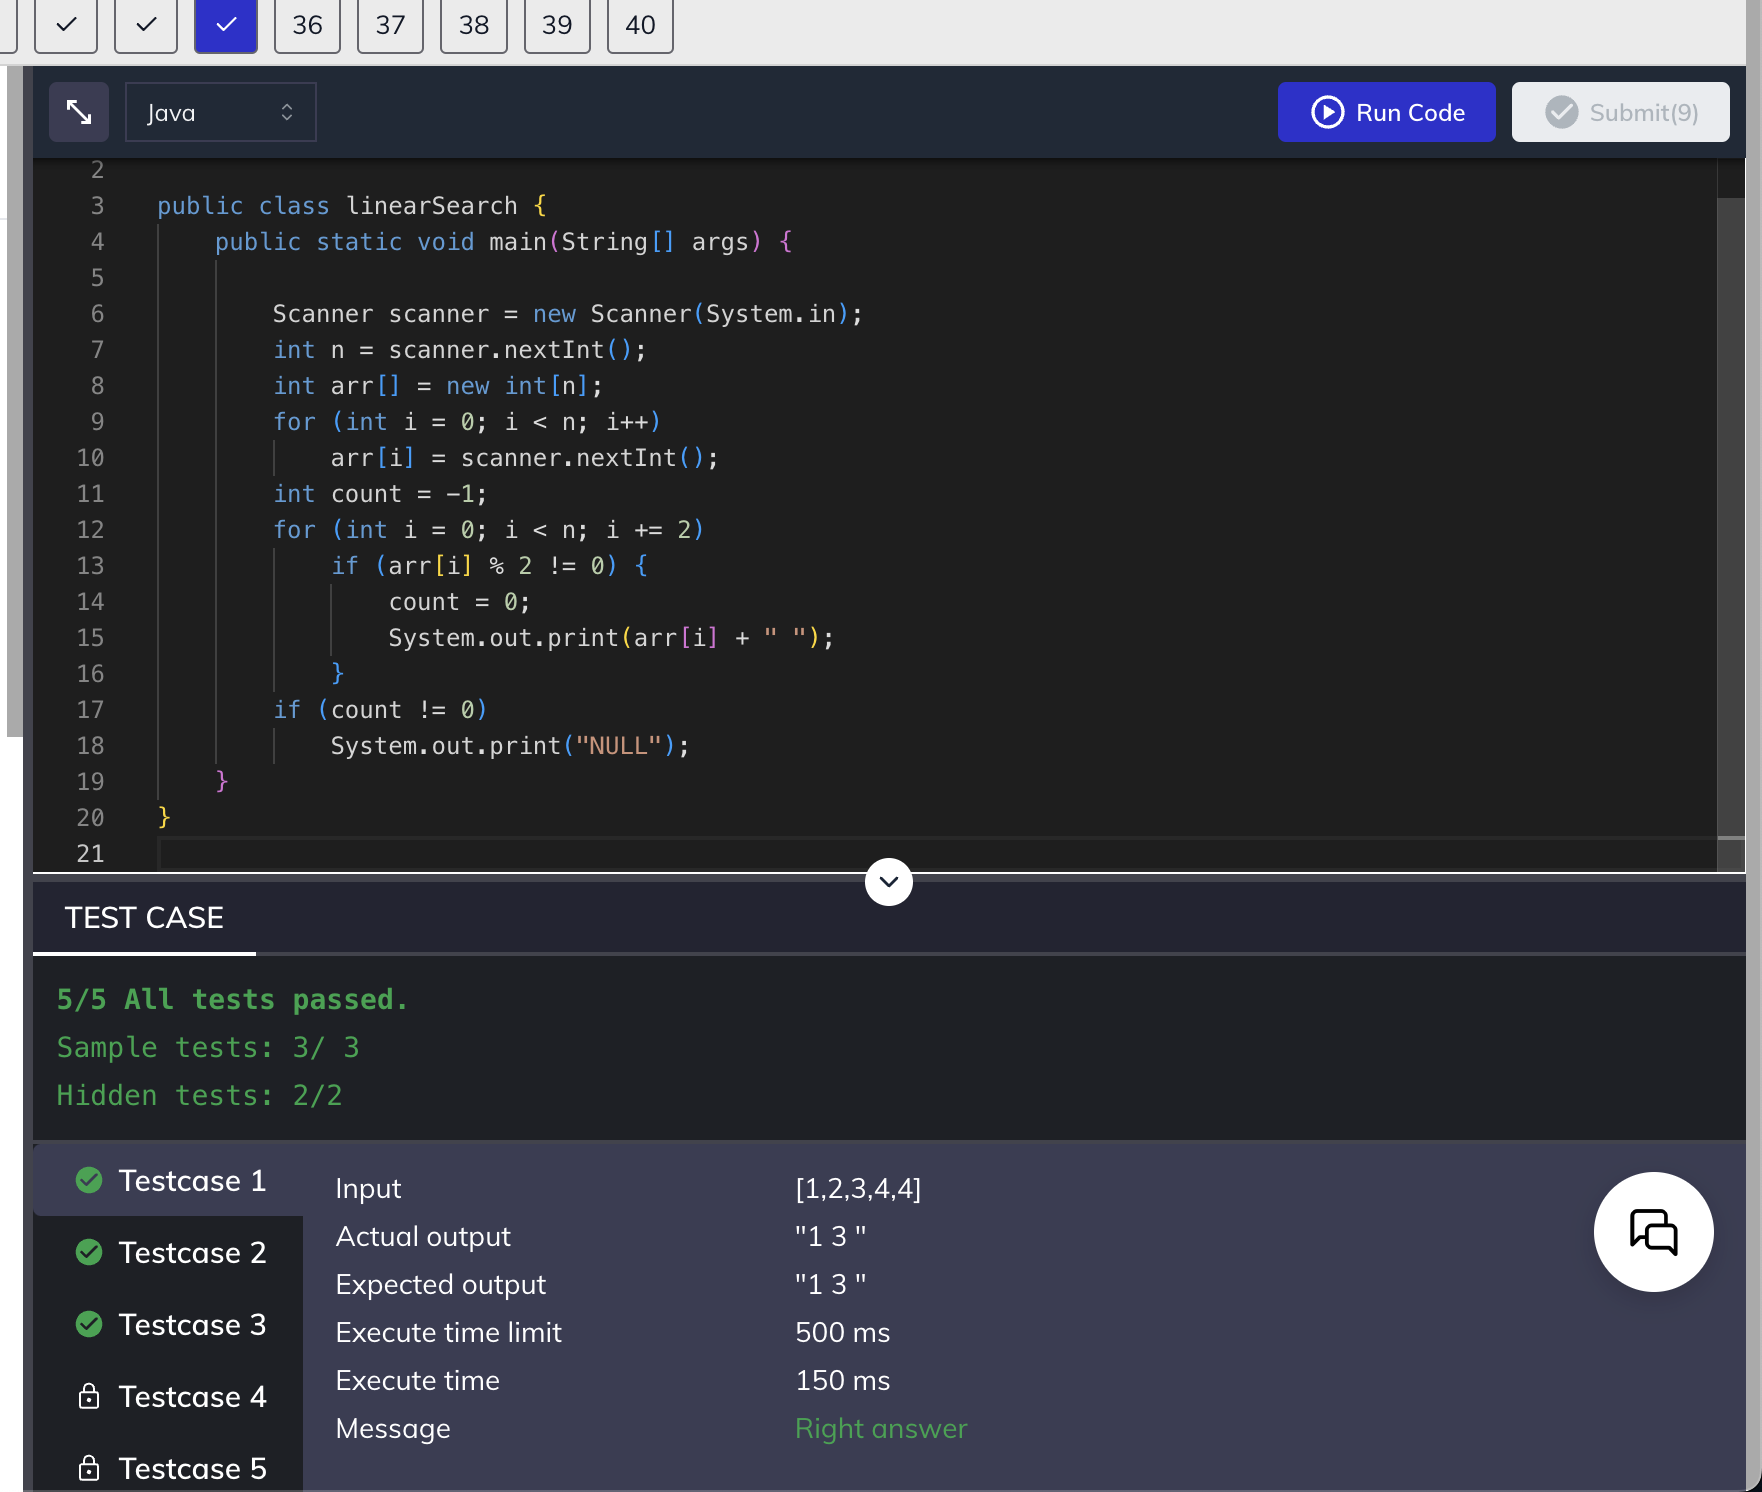 36 37 38 39 40
Java
Run Code
Submit(9)
2
3 public class linearSearch {
4 public static void main(String[] args) {
5
6 Scanner scanner = new Scanner(System.in);
7 int n = scanner.nextInt();
8 int arr[] = new int[n];
9 for (int i = 0; i < n; i++)
10 arr[i] = scanner.nextInt();
11 int count = -1;
12 for (int i = 0; i < n; i += 2)
13 if (arr[i] % 2 != 0) {
14 count = 0;
15 System.out.print(arr[i] + " ");
16 }
17 if (count != 0)
18 System.out.print("NULL");
19 }
20 }
21
TEST CASE
5/5 All tests passed.
Sample tests: 3/ 3
Hidden tests: 2/2
Testcase 1
Testcase 2
Testcase 3
Testcase 4
Testcase 5
Input [1,2,3,4,4]
Actual output "1 3 "
Expected output "1 3 "
Execute time limit 500 ms
Execute time 150 ms
Message Right answer